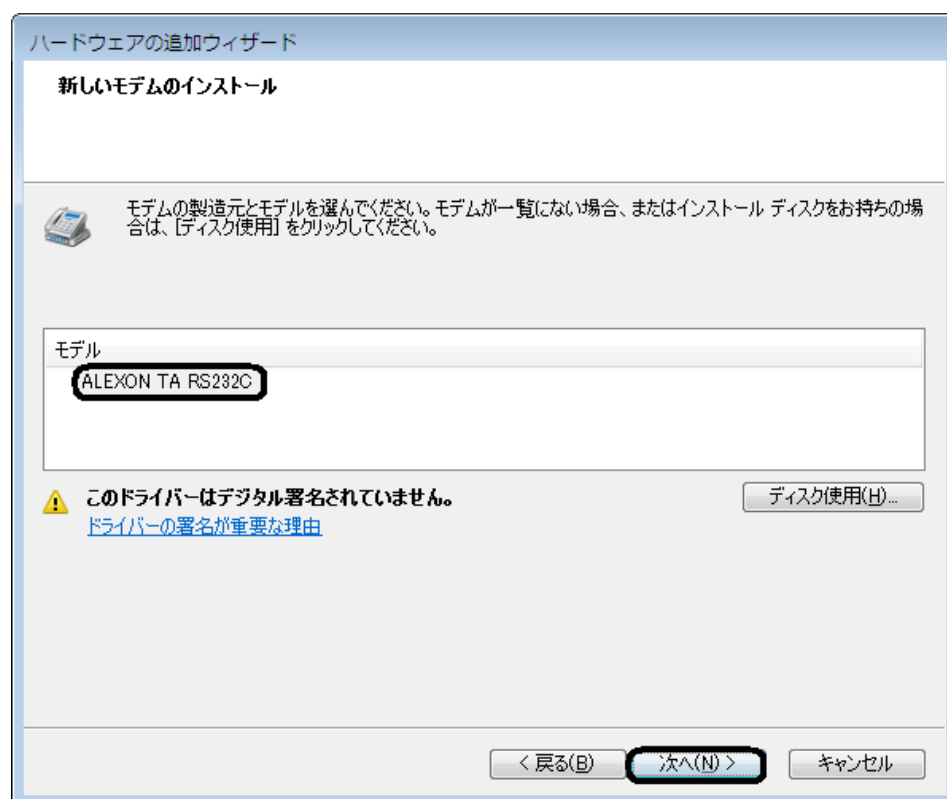 ハードウェアの追加ウィザード
新しいモデムのインストール
モデムの製造元とモデルを選んでください。モデムが一覧にない場合、またはインストール ディスクをお持ちの場
合は、[ディスク使用] をクリックしてください。
モデル
ALEXON TA RS232C
このドライバーはデジタル署名されていません。
ディスク使用(H)...
ドライバーの署名が重要な理由
< 戻る(B)
次へ(N) >
キャンセル